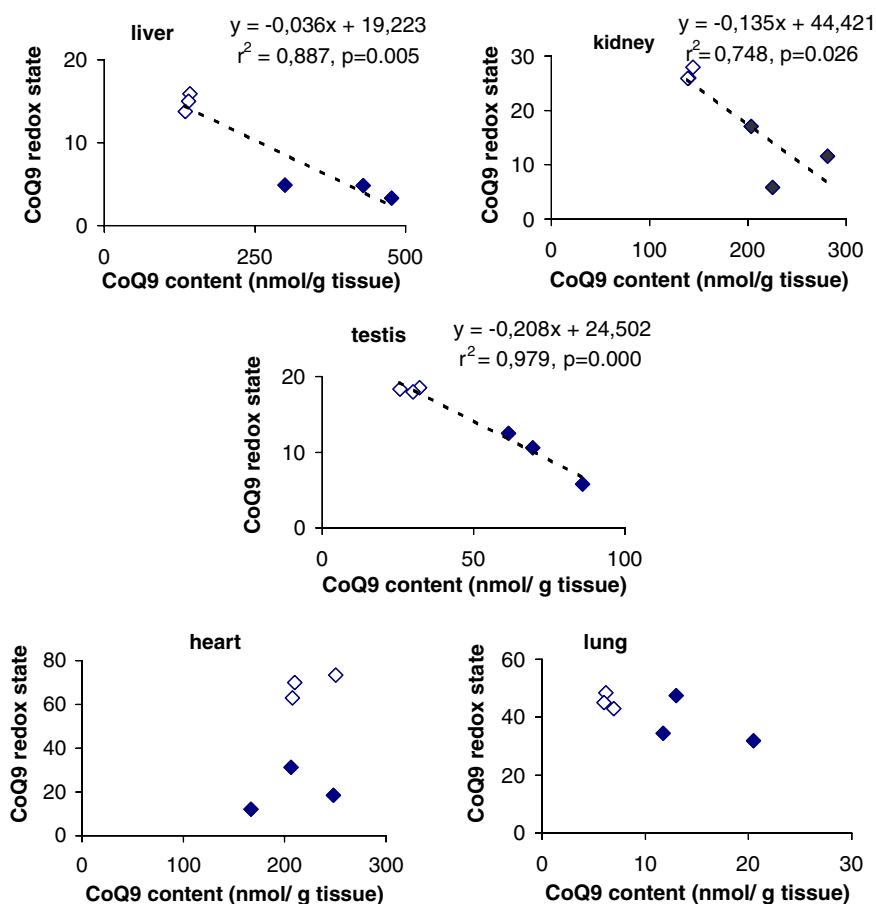 liver
y = -0,036x + 19,223
r2 = 0,887, p=0.005
CoQ9 redox state
20
10
0
0 250 500
CoQ9 content (nmol/g tissue)
kidney
y = -0,135x + 44,421
r2 = 0,748, p=0.026
CoQ9 redox state
30
20
10
0
0 100 200 300
CoQ9 content (nmol/g tissue)
testis
y = -0,208x + 24,502
r2 = 0,979, p=0.000
CoQ9 redox state
20
10
0
0 50 100
CoQ9 content (nmol/ g tissue)
heart
CoQ9 redox state
80
60
40
20
0
0 100 200 300
CoQ9 content (nmol/ g tissue)
lung
CoQ9 redox state
60
40
20
0
0 10 20 30
CoQ9 content (nmol/ g tissue)